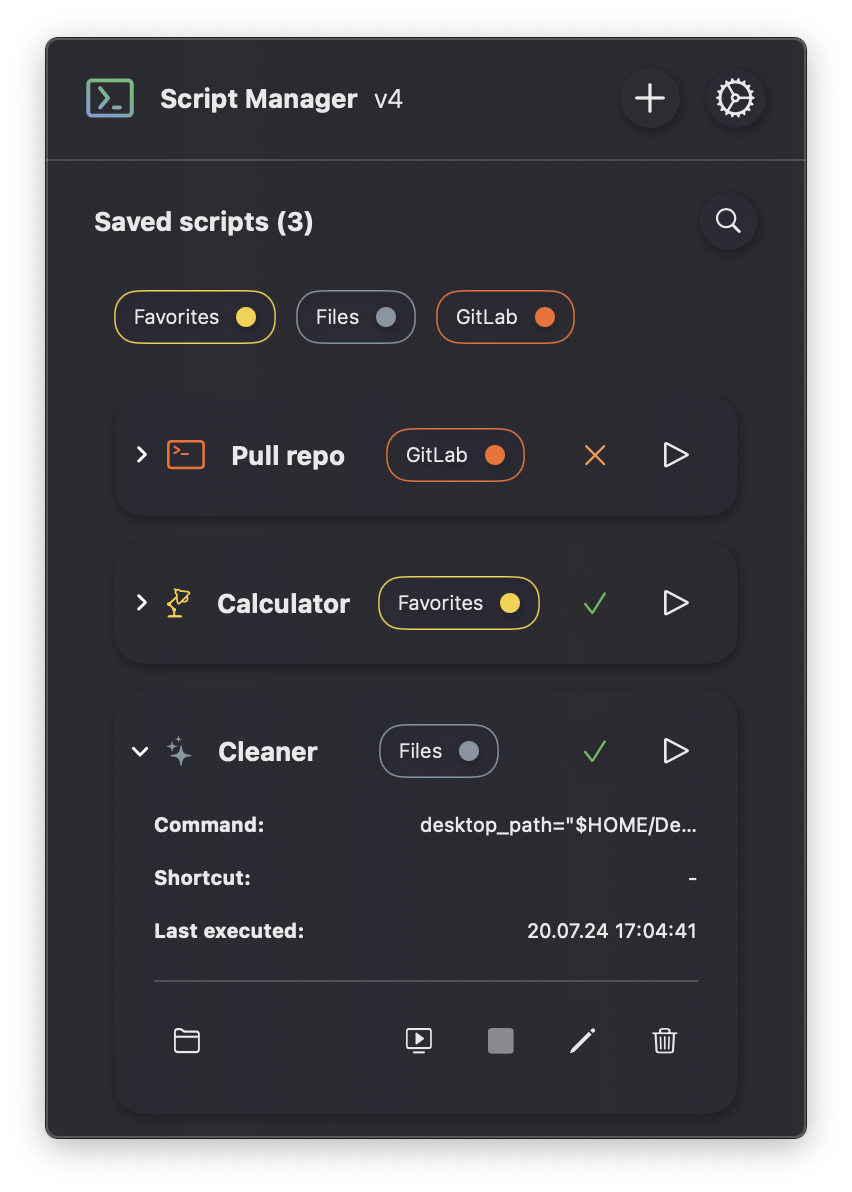 Script Manager v4
Saved scripts (3)
Favorites Files GitLab
Pull repo GitLab
Calculator Favorites
Cleaner Files
Command: desktop_path="$HOME/De...
Shortcut: -
Last executed: 20.07.24 17:04:41